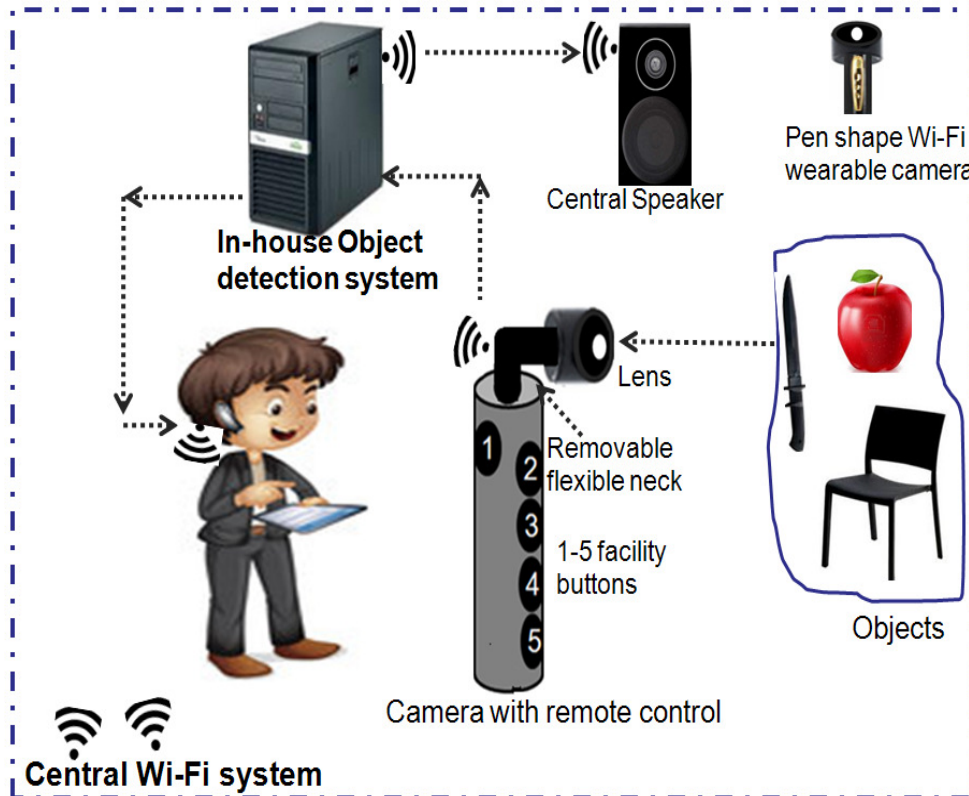 Pen shape Wi-Fi
wearable camera
Central Speaker
In-house Object
detection system
Lens
Removable
flexible neck
1
2
3
4
5
1-5 facility
buttons
Objects
Camera with remote control
Central Wi-Fi system